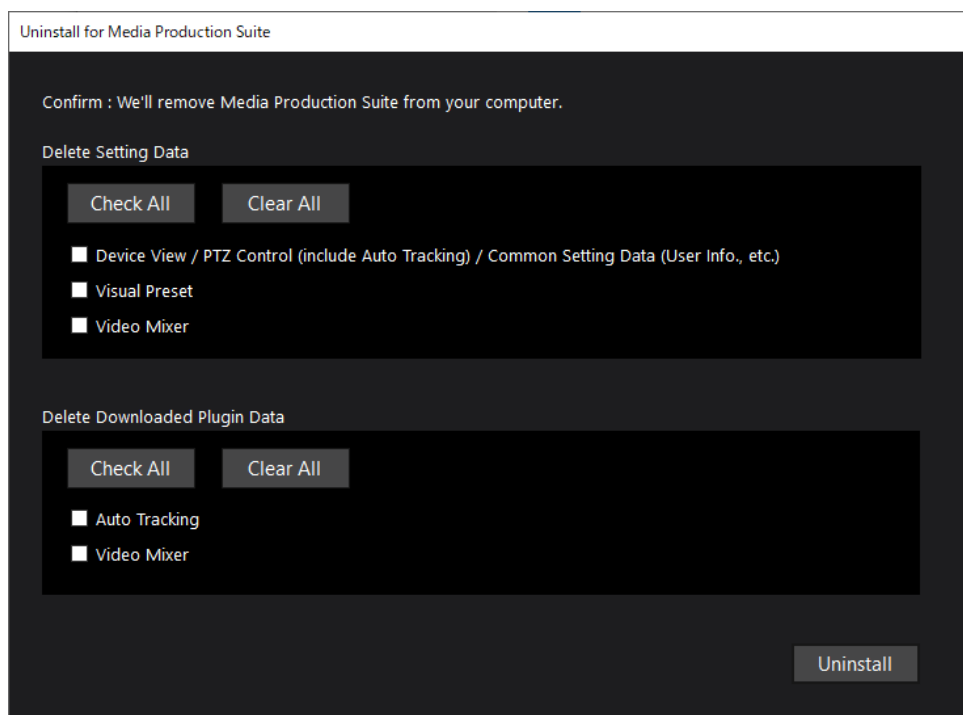 Uninstall for Media Production Suite
Confirm : We'll remove Media Production Suite from your computer.
Delete Setting Data
Check All Clear All
Device View / PTZ Control (include Auto Tracking) / Common Setting Data (User Info., etc.)
Visual Preset
Video Mixer
Delete Downloaded Plugin Data
Check All Clear All
Auto Tracking
Video Mixer
Uninstall